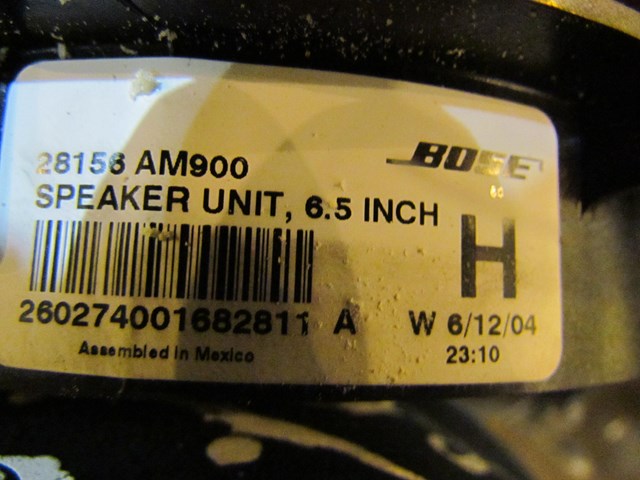 28156 AM900
BOSE
SPEAKER UNIT, 6.5 INCH
H
260274001682811 A
W 6/12/04
Assembled In Mexico
23:10